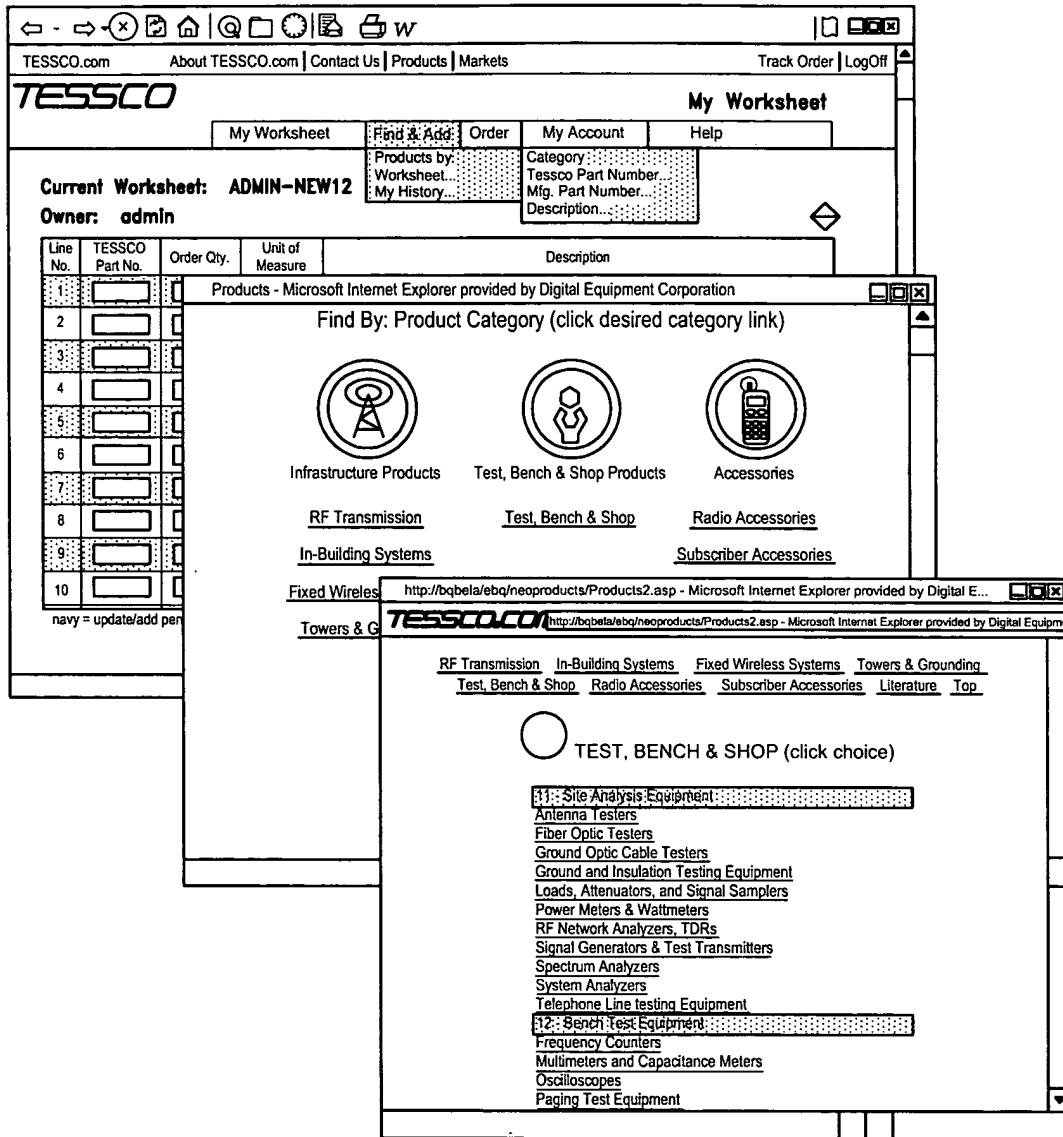 W
TESSCO.com About TESSCO.com | Contact Us | Products | Markets Track Order | LogOff
TESSCO
My Worksheet
My Worksheet Find & Add Order My Account Help
Products by: Category
Worksheet... Tessco Part Number...
My History... Mfg. Part Number...
Description...
Current Worksheet: ADMIN-NEW12
Owner: admin
Line No. TESSCO Part No. Order Qty. Unit of Measure Description
1
2
3
4
5
6
7
8
9
10
navy = update/add pen
Products - Microsoft Internet Explorer provided by Digital Equipment Corporation
Find By: Product Category (click desired category link)
Infrastructure Products Test, Bench & Shop Products Accessories
RF Transmission Test, Bench & Shop Radio Accessories
In-Building Systems Subscriber Accessories
Fixed Wireles
Towers & G
http://bqbela/ebq/neoproducts/Products2.asp - Microsoft Internet Explorer provided by Digital E...
TESSCO.COM http://bqbela/ebq/neoproducts/Products2.asp - Microsoft Internet Explorer provided by Digital Equipm
RF Transmission In-Building Systems Fixed Wireless Systems Towers & Grounding
Test, Bench & Shop Radio Accessories Subscriber Accessories Literature Top
TEST, BENCH & SHOP (click choice)
11 - Site Analysis Equipment
Antenna Testers
Fiber Optic Testers
Ground Optic Cable Testers
Ground and Insulation Testing Equipment
Loads, Attenuators, and Signal Samplers
Power Meters & Wattmeters
RF Network Analyzers, TDRs
Signal Generators & Test Transmitters
Spectrum Analyzers
System Analyzers
Telephone Line testing Equipment
12 - Bench Test Equipment
Frequency Counters
Multimeters and Capacitance Meters
Oscilloscopes
Paging Test Equipment